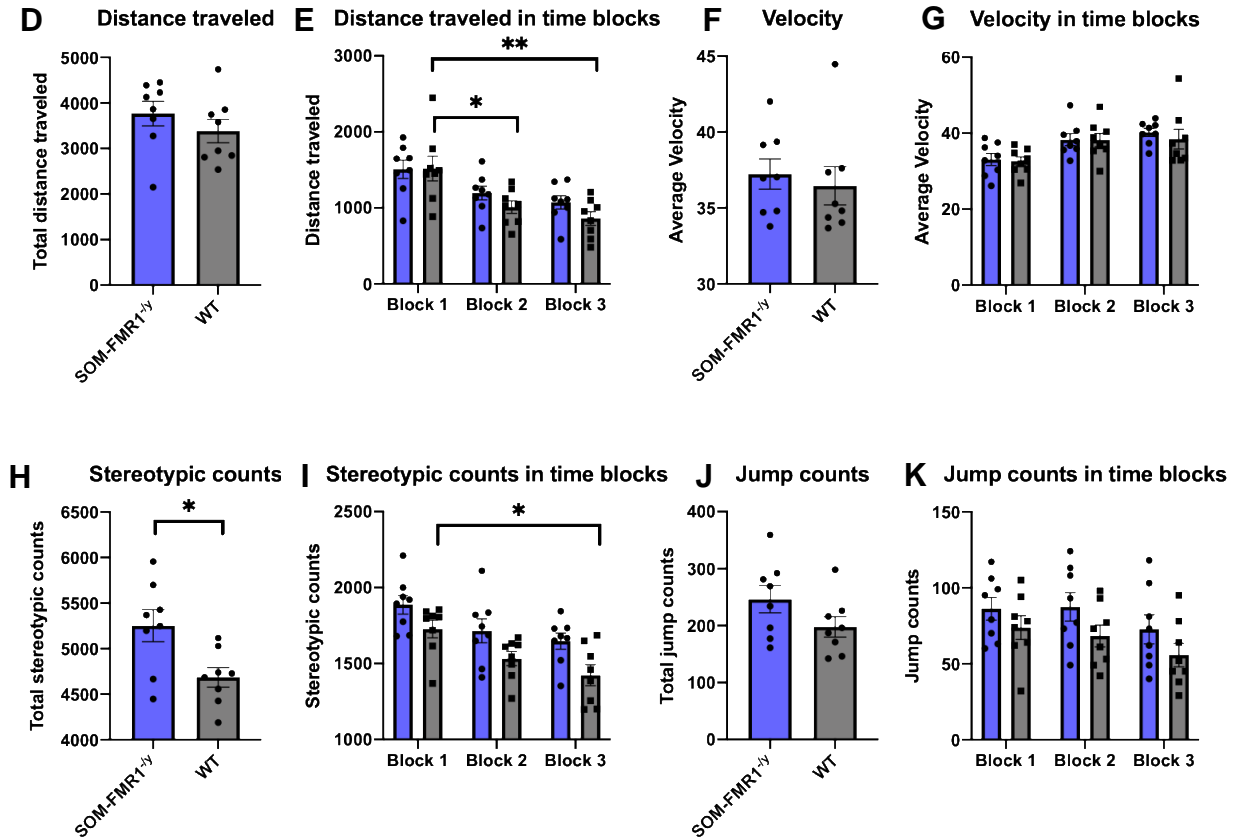 D Distance traveled
Total distance traveled
5000
4000
3000
2000
1000
0
SOM-FMR1-/y
WT
E Distance traveled in time blocks
Distance traveled
3000
2000
1000
0
**
*
Block 1 Block 2 Block 3
F Velocity
Average Velocity
45
40
35
30
SOM-FMR1-/y
WT
G Velocity in time blocks
Average Velocity
60
40
20
0
Block 1 Block 2 Block 3
H Stereotypic counts
Total stereotypic counts
6500
6000
5500
5000
4500
4000
*
SOM-FMR1-/y
WT
I Stereotypic counts in time blocks
Stereotypic counts
2500
2000
1500
1000
*
Block 1 Block 2 Block 3
J Jump counts
Total jump counts
400
300
200
100
0
SOM-FMR1-/y
WT
K Jump counts in time blocks
Jump counts
150
100
50
0
Block 1 Block 2 Block 3